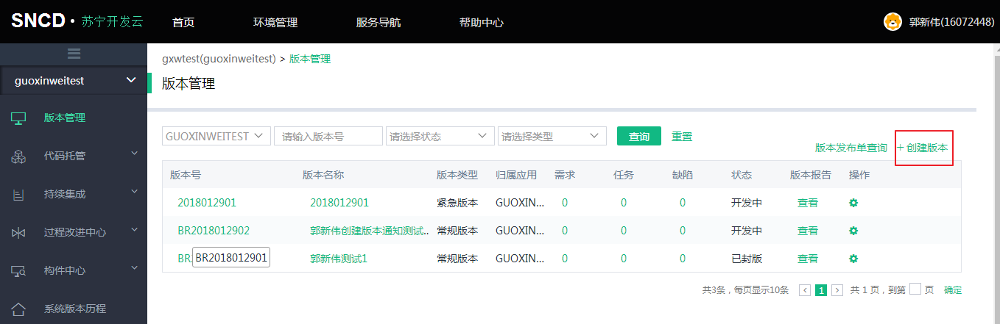 SNCD · 苏宁开发云 首页 环境管理 服务导航 帮助中心 郭新伟(16072448)
guoxinweitest
版本管理
代码托管
持续集成
过程改进中心
构件中心
系统版本历程
gxwtest(guoxinweitest) > 版本管理
版本管理
GUOXINWEITEST 请输入版本号 请选择状态 请选择类型 查询 重置
版本发布单查询 + 创建版本
版本号 版本名称 版本类型 归属应用 需求 任务 缺陷 状态 版本报告 操作
2018012901 2018012901 紧急版本 GUOXIN... 0 0 0 开发中 查看
BR2018012902 郭新伟创建版本通知测试.. 常规版本 GUOXIN... 0 0 0 开发中 查看
BR. BR2018012901 郭新伟测试1 常规版本 GUOXIN... 0 0 0 已封版 查看
共3条，每页显示10条 < 1 > 共 1 页，到第 页 确定